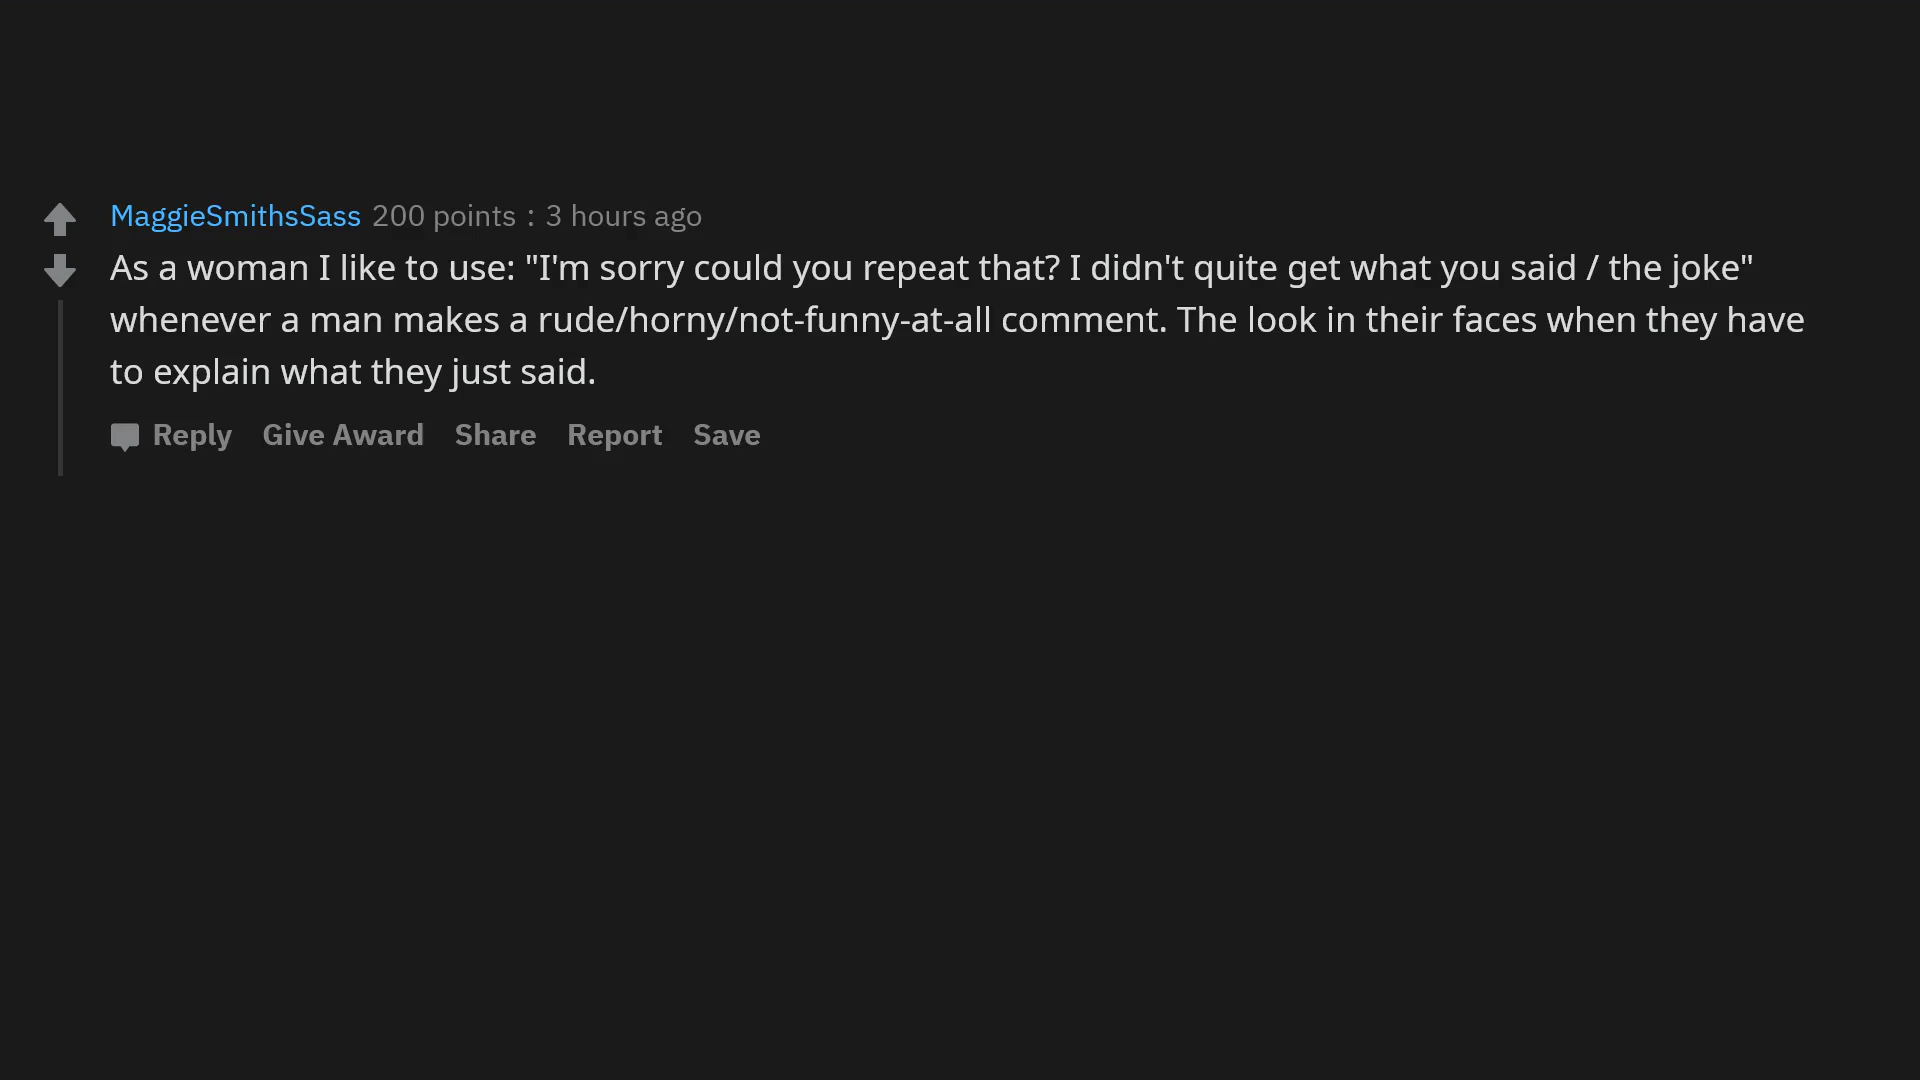 MaggieSmithsSass 200 points : 3 hours ago
As a woman I like to use: "I'm sorry could you repeat that? I didn't quite get what you said / the joke"
whenever a man makes a rude/horny/not-funny-at-all comment. The look in their faces when they have
to explain what they just said.
Reply Give Award Share Report Save